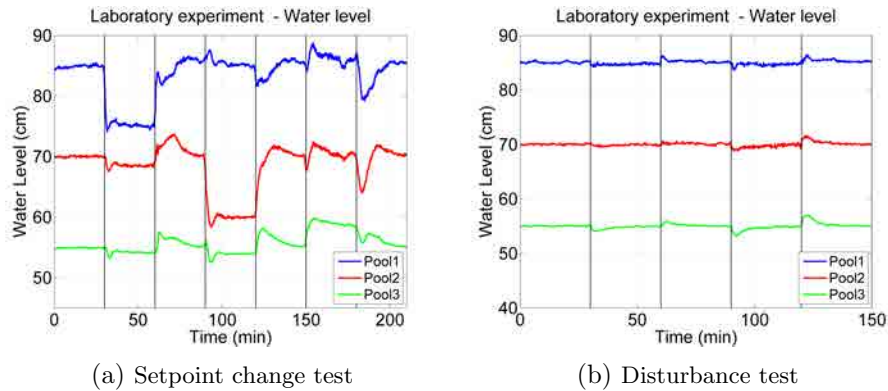 Laboratory experiment - Water level
90
80
70
60
50
Water Level (cm)
0 50 100 150 200
Time (min)
Pool1
Pool2
Pool3
(a) Setpoint change test
Laboratory experiment - Water level
90
80
70
60
50
40
Water Level (cm)
0 50 100 150
Time (min)
Pool1
Pool2
Pool3
(b) Disturbance test